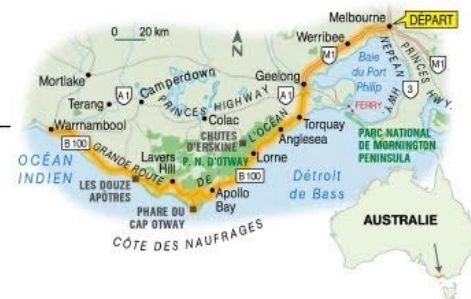 Melbourne
DÉPART
0 20 km
N
Werribee
M1
Baie
du Port
Philip
NEPEAN HWY.
PRINCES HWY.
3
M1
Mortlake
Camperdown
Geelong
Terang
A1
PRINCES HIGHWAY
A1
FERRY
Colac
Warrnambool
CHUTES
D'ERSKINE
Torquay
PARC NATIONAL
DE MORNINGTON
PENINSULA
Anglesea
B 100
GRANDE ROUTE DE L'OCÉAN
Lavers
Hill
P. N. D'OTWAY
Lorne
OCÉAN
INDIEN
B 100
Détroit
de Bass
LES DOUZE
APÔTRES
Apollo
Bay
PHARE DU
CAP OTWAY
CÔTE DES NAUFRAGES
AUSTRALIE